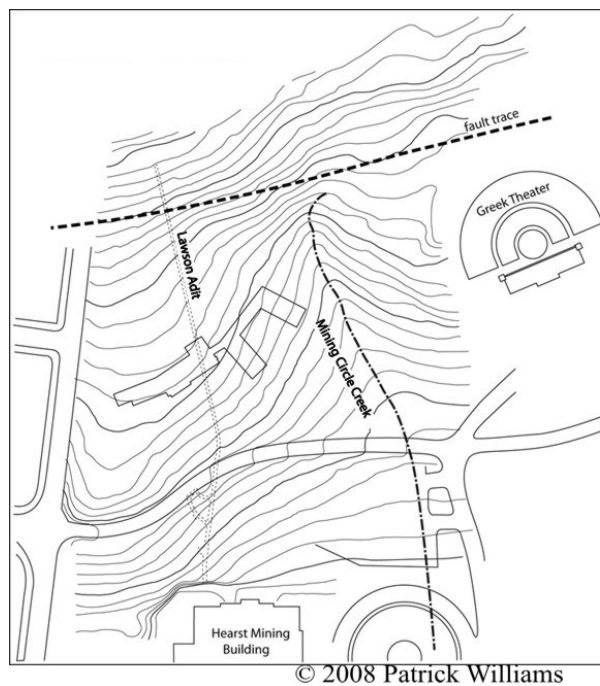 fault trace
Greek Theater
Lawson Adit
Mining Circle Creek
Hearst Mining
Building
© 2008 Patrick Williams